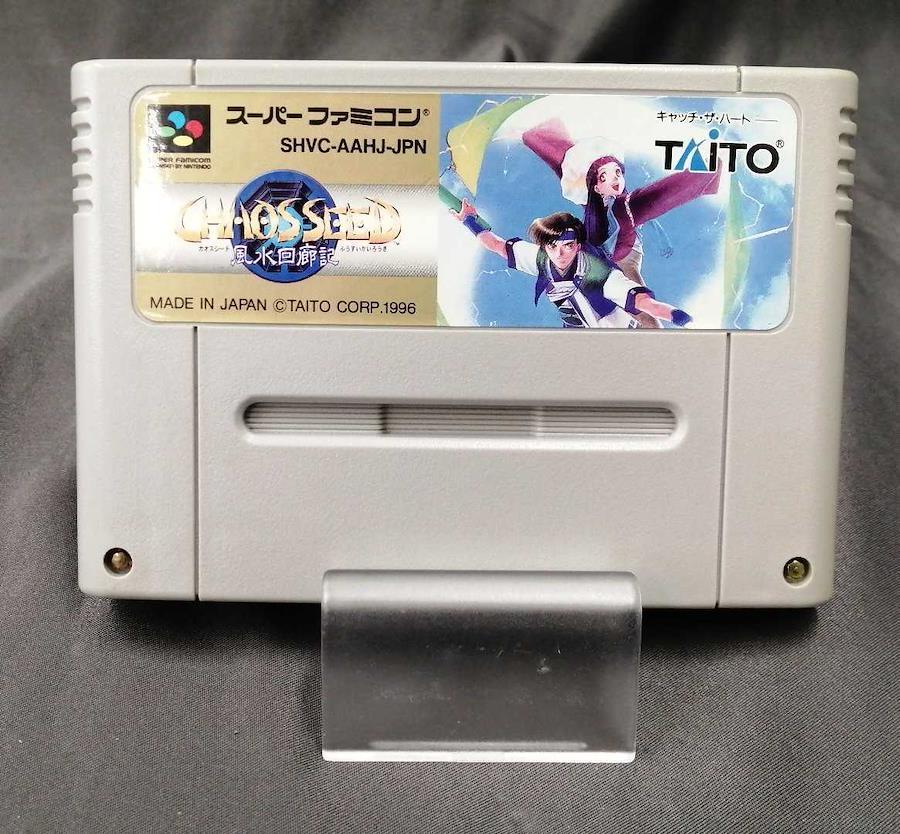 スーパーファミコン®
SHVC-AAHJ-JPN
SUPER FAMICOM
CHAOS SEED
カオスシード
ふうすいかいろうき
風水回廊記
MADE IN JAPAN ©TAITO CORP.1996
キャッチ・ザ・ハート
TAITO®